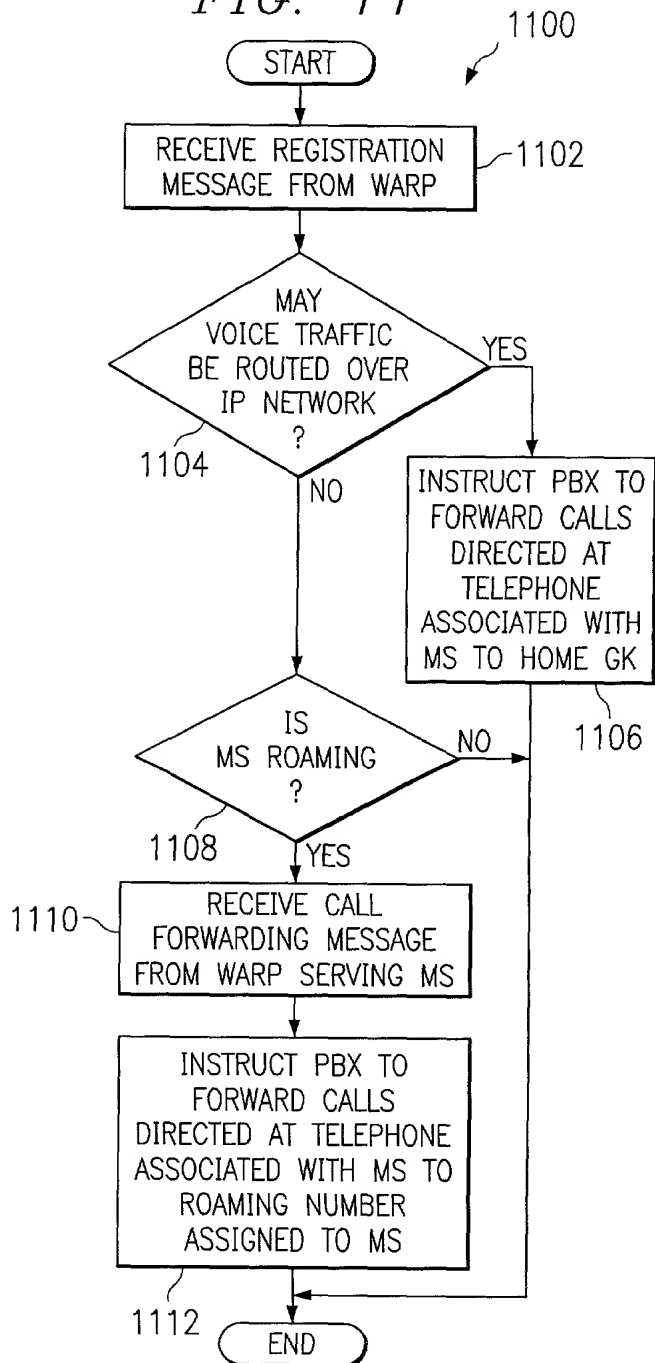 FIG. 11
1100
START
RECEIVE REGISTRATION
MESSAGE FROM WARP
1102
MAY
VOICE TRAFFIC
BE ROUTED OVER
IP NETWORK
?
YES
1104
NO
INSTRUCT PBX TO
FORWARD CALLS
DIRECTED AT
TELEPHONE
ASSOCIATED WITH
MS TO HOME GK
1106
IS
MS ROAMING
?
NO
1108
YES
1110
RECEIVE CALL
FORWARDING MESSAGE
FROM WARP SERVING MS
INSTRUCT PBX TO
FORWARD CALLS
DIRECTED AT TELEPHONE
ASSOCIATED WITH MS TO
ROAMING NUMBER
ASSIGNED TO MS
1112
END